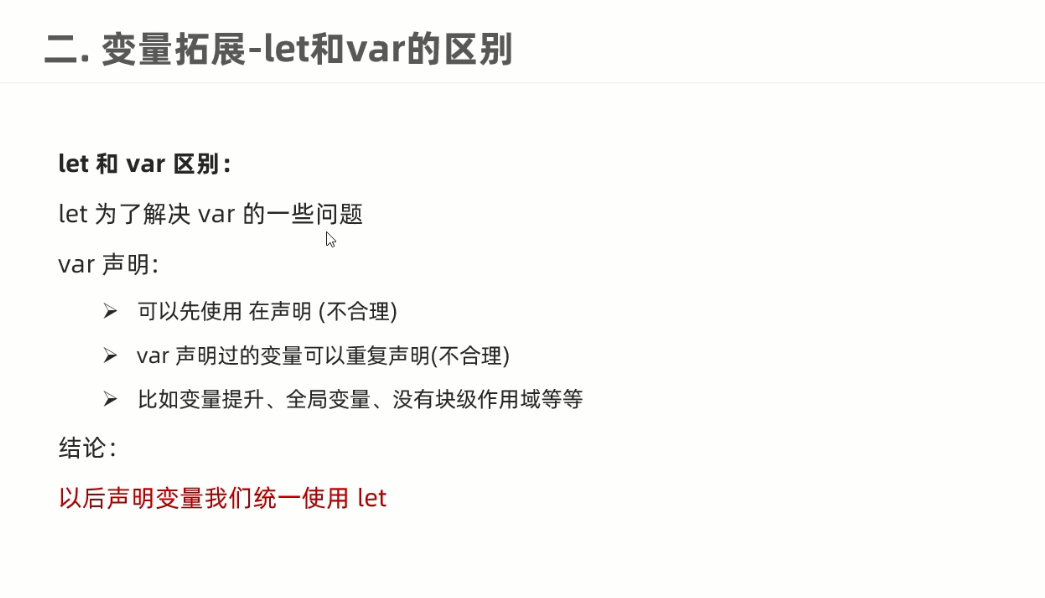 二. 变量拓展-let和var的区别
let 和 var 区别：
let 为了解决 var 的一些问题
var 声明：
➢ 可以先使用 在声明 (不合理)
➢ var 声明过的变量可以重复声明(不合理)
➢ 比如变量提升、全局变量、没有块级作用域等等
结论：
以后声明变量我们统一使用 let